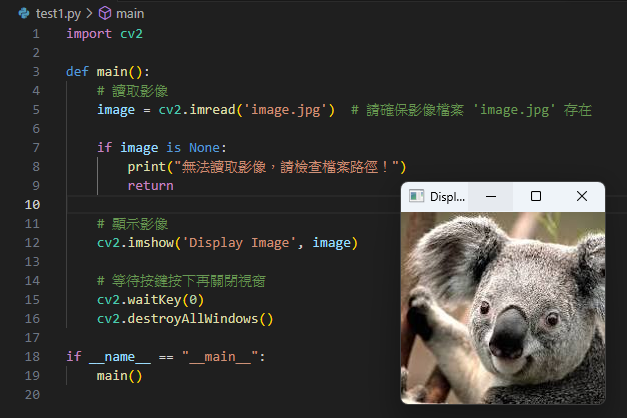 test1.py > main
1 import cv2
2
3 def main():
4     # 讀取影像
5     image = cv2.imread('image.jpg')  # 請確保影像檔案 'image.jpg' 存在
6
7     if image is None:
8         print("無法讀取影像，請檢查檔案路徑！")
9         return
10
11     # 顯示影像
12     cv2.imshow('Display Image', image)
13
14     # 等待按鍵按下再關閉視窗
15     cv2.waitKey(0)
16     cv2.destroyAllWindows()
17
18 if __name__ == "__main__":
19     main()
20
Displ...